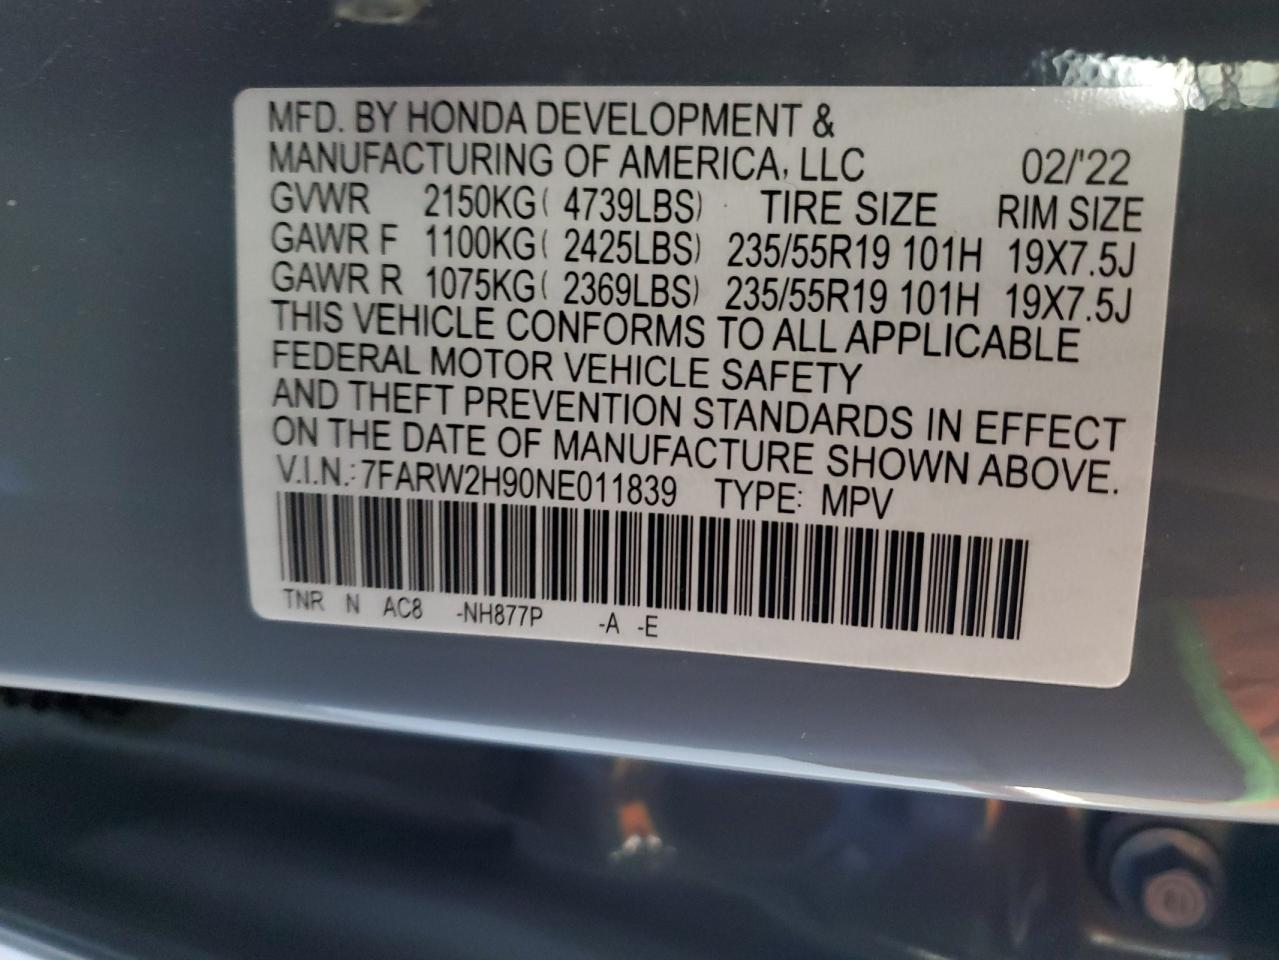 MFD. BY HONDA DEVELOPMENT &
MANUFACTURING OF AMERICA, LLC 02/'22
GVWR 2150KG( 4739LBS) TIRE SIZE RIM SIZE
GAWR F 1100KG( 2425LBS) 235/55R19 101H 19X7.5J
GAWR R 1075KG( 2369LBS) 235/55R19 101H 19X7.5J
THIS VEHICLE CONFORMS TO ALL APPLICABLE
FEDERAL MOTOR VEHICLE SAFETY
AND THEFT PREVENTION STANDARDS IN EFFECT
ON THE DATE OF MANUFACTURE SHOWN ABOVE.
V.I.N.: 7FARW2H90NE011839 TYPE: MPV
TNR N AC8 -NH877P -A -E